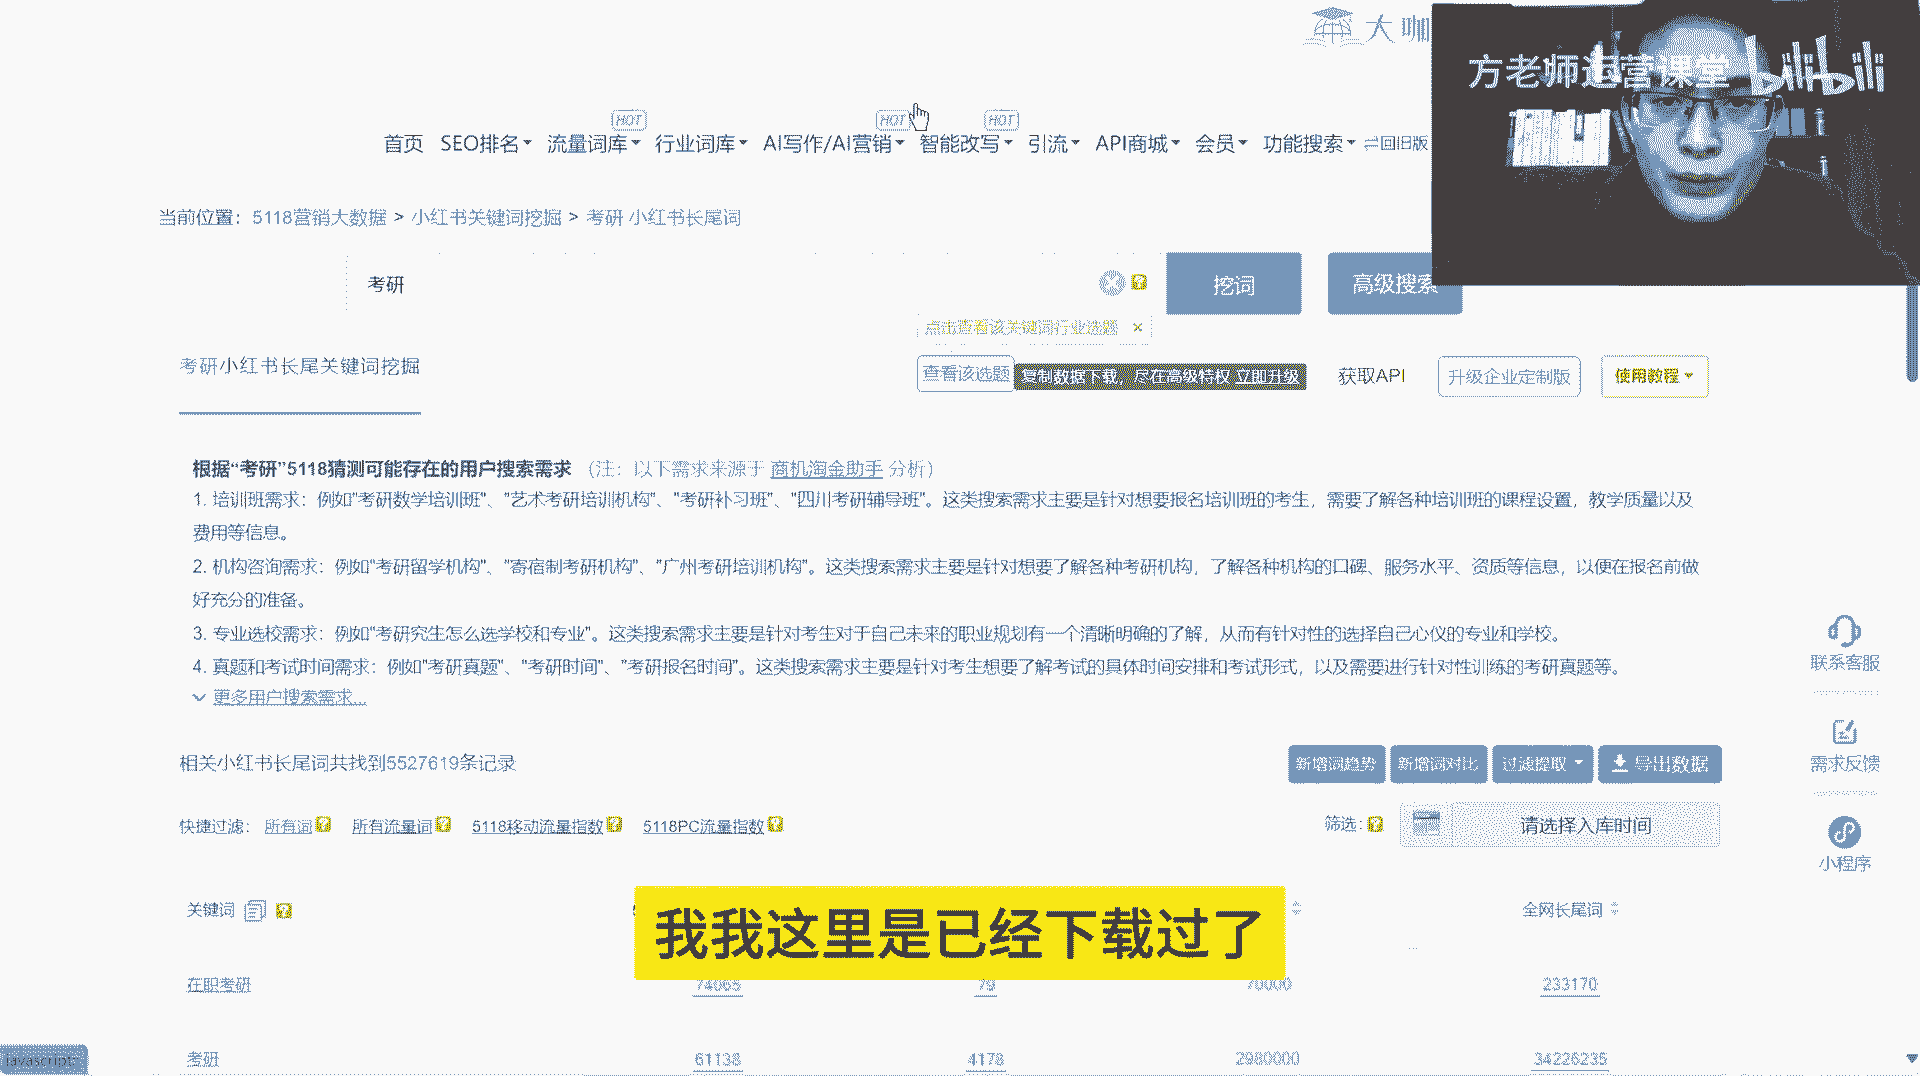 大咖
方老师运营课堂 bilibili
HOT HOT HOT
首页 SEO排名 流量词库 行业词库 AI写作/AI营销 智能改写 引流 API商城 会员 功能搜索 回旧版
当前位置： 5118营销大数据 > 小红书关键词挖掘 > 考研 小红书长尾词
考研 挖词 高级搜索
点击查看该关键词行业选题 ×
考研小红书长尾关键词挖掘
查看该选题 复制数据下载，尽在高级特权 立即升级 获取API 升级企业定制版 使用教程
根据“考研”5118猜测可能存在的用户搜索需求 （注：以下需求来源于 商机淘金助手 分析）
1. 培训班需求：例如"考研数学培训班"、"艺术考研培训机构"、"考研补习班"、"四川考研辅导班"。这类搜索需求主要是针对想要报名培训班的考生，需要了解各种培训班的课程设置，教学质量以及
费用等信息。
2. 机构咨询需求：例如"考研留学机构"、"寄宿制考研机构"、"广州考研培训机构"。这类搜索需求主要是针对想要了解各种考研机构，了解各种机构的口碑、服务水平、资质等信息，以便在报名前做
好充分的准备。
3. 专业选校需求：例如"考研究生怎么选学校和专业"。这类搜索需求主要是针对考生对于自己未来的职业规划有一个清晰明确的了解，从而有针对性的选择自己心仪的专业和学校。
4. 真题和考试时间需求：例如"考研真题"、"考研时间"、"考研报名时间"。这类搜索需求主要是针对考生想要了解考试的具体时间安排和考试形式，以及需要进行针对性训练的考研真题等。
更多用户搜索需求...
联系客服
需求反馈
小程序
相关小红书长尾词共找到5527619条记录
新增词趋势 新增词对比 过滤提取 导出数据
快捷过滤： 所有词 所有流量词 5118移动流量指数 5118PC流量指数 筛选: 请选择入库时间
关键词 全网长尾词
我我这里是已经下载过了
在职考研 74065 79 70000 233170
考研 61138 4178 2980000 34226235
javascript: